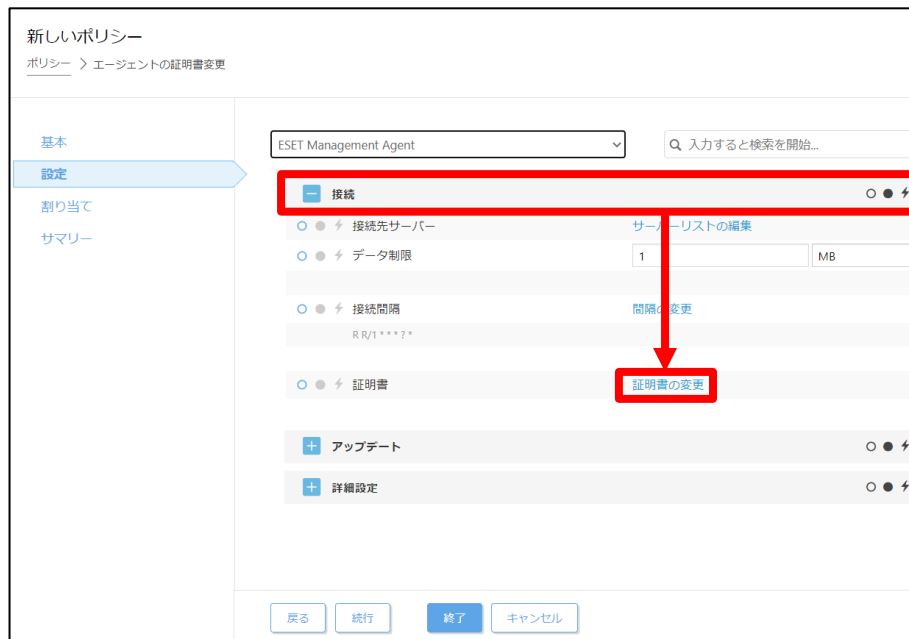 新しいポリシー
ポリシー > エージェントの証明書変更
基本
設定
割り当て
サマリー
ESET Management Agent
入力すると検索を開始...
接続
接続先サーバー サーバーリストの編集
データ制限 1 MB
接続間隔 間隔の変更
R R/1 * * * ? *
証明書 証明書の変更
アップデート
詳細設定
戻る 続行 終了 キャンセル